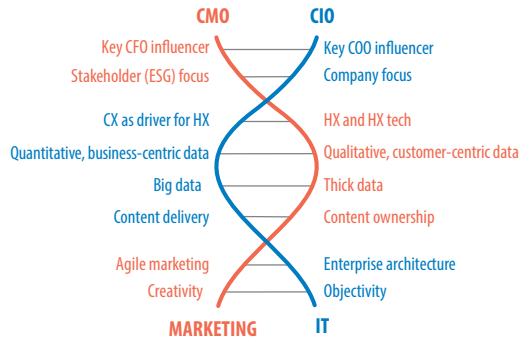 CMO CIO
Key CFO influencer Key COO influencer
Stakeholder (ESG) focus Company focus
CX as driver for HX HX and HX tech
Quantitative, business-centric data Qualitative, customer-centric data
Big data Thick data
Content delivery Content ownership
Agile marketing Enterprise architecture
Creativity Objectivity
MARKETING IT